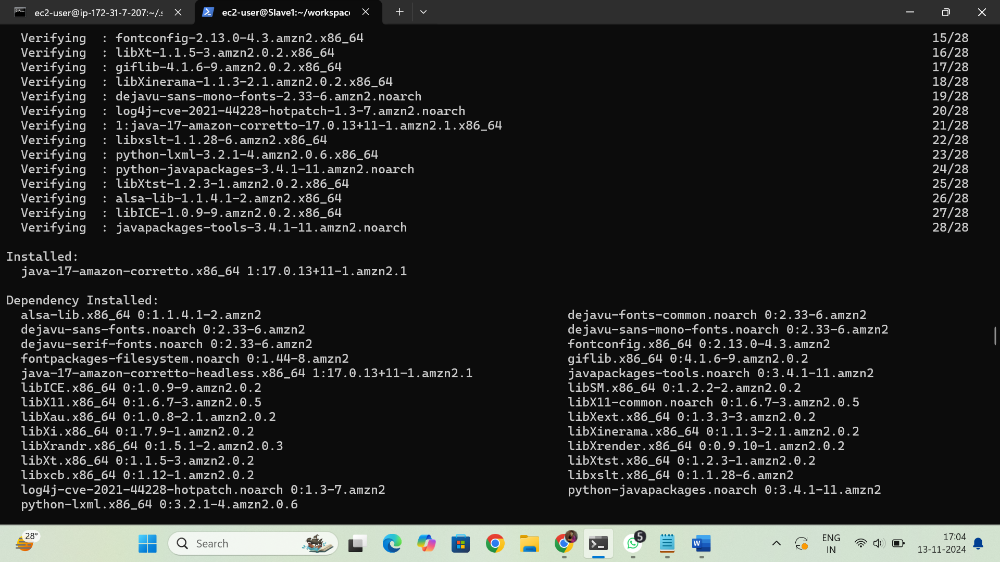 ec2-user@ip-172-31-7-207:~/.s
ec2-user@Slave1:~/workspac
Verifying : fontconfig-2.13.0-4.3.amzn2.x86_64 15/28
Verifying : libXt-1.1.5-3.amzn2.0.2.x86_64 16/28
Verifying : giflib-4.1.6-9.amzn2.0.2.x86_64 17/28
Verifying : libXinerama-1.1.3-2.1.amzn2.0.2.x86_64 18/28
Verifying : dejavu-sans-mono-fonts-2.33-6.amzn2.noarch 19/28
Verifying : log4j-cve-2021-44228-hotpatch-1.3-7.amzn2.noarch 20/28
Verifying : 1:java-17-amazon-corretto-17.0.13+11-1.amzn2.1.x86_64 21/28
Verifying : libxslt-1.1.28-6.amzn2.x86_64 22/28
Verifying : python-lxml-3.2.1-4.amzn2.0.6.x86_64 23/28
Verifying : python-javapackages-3.4.1-11.amzn2.noarch 24/28
Verifying : libXtst-1.2.3-1.amzn2.0.2.x86_64 25/28
Verifying : alsa-lib-1.1.4.1-2.amzn2.x86_64 26/28
Verifying : libICE-1.0.9-9.amzn2.0.2.x86_64 27/28
Verifying : javapackages-tools-3.4.1-11.amzn2.noarch 28/28
Installed:
java-17-amazon-corretto.x86_64 1:17.0.13+11-1.amzn2.1
Dependency Installed:
alsa-lib.x86_64 0:1.1.4.1-2.amzn2 dejavu-fonts-common.noarch 0:2.33-6.amzn2
dejavu-sans-fonts.noarch 0:2.33-6.amzn2 dejavu-sans-mono-fonts.noarch 0:2.33-6.amzn2
dejavu-serif-fonts.noarch 0:2.33-6.amzn2 fontconfig.x86_64 0:2.13.0-4.3.amzn2
fontpackages-filesystem.noarch 0:1.44-8.amzn2 giflib.x86_64 0:4.1.6-9.amzn2.0.2
java-17-amazon-corretto-headless.x86_64 1:17.0.13+11-1.amzn2.1 javapackages-tools.noarch 0:3.4.1-11.amzn2
libICE.x86_64 0:1.0.9-9.amzn2.0.2 libSM.x86_64 0:1.2.2-2.amzn2.0.2
libX11.x86_64 0:1.6.7-3.amzn2.0.5 libX11-common.noarch 0:1.6.7-3.amzn2.0.5
libXau.x86_64 0:1.0.8-2.1.amzn2.0.2 libXext.x86_64 0:1.3.3-3.amzn2.0.2
libXi.x86_64 0:1.7.9-1.amzn2.0.2 libXinerama.x86_64 0:1.1.3-2.1.amzn2.0.2
libXrandr.x86_64 0:1.5.1-2.amzn2.0.3 libXrender.x86_64 0:0.9.10-1.amzn2.0.2
libXt.x86_64 0:1.1.5-3.amzn2.0.2 libXtst.x86_64 0:1.2.3-1.amzn2.0.2
libxcb.x86_64 0:1.12-1.amzn2.0.2 libxslt.x86_64 0:1.1.28-6.amzn2
log4j-cve-2021-44228-hotpatch.noarch 0:1.3-7.amzn2 python-javapackages.noarch 0:3.4.1-11.amzn2
python-lxml.x86_64 0:3.2.1-4.amzn2.0.6
28°
Search
W
5
ENG
IN
17:04
13-11-2024